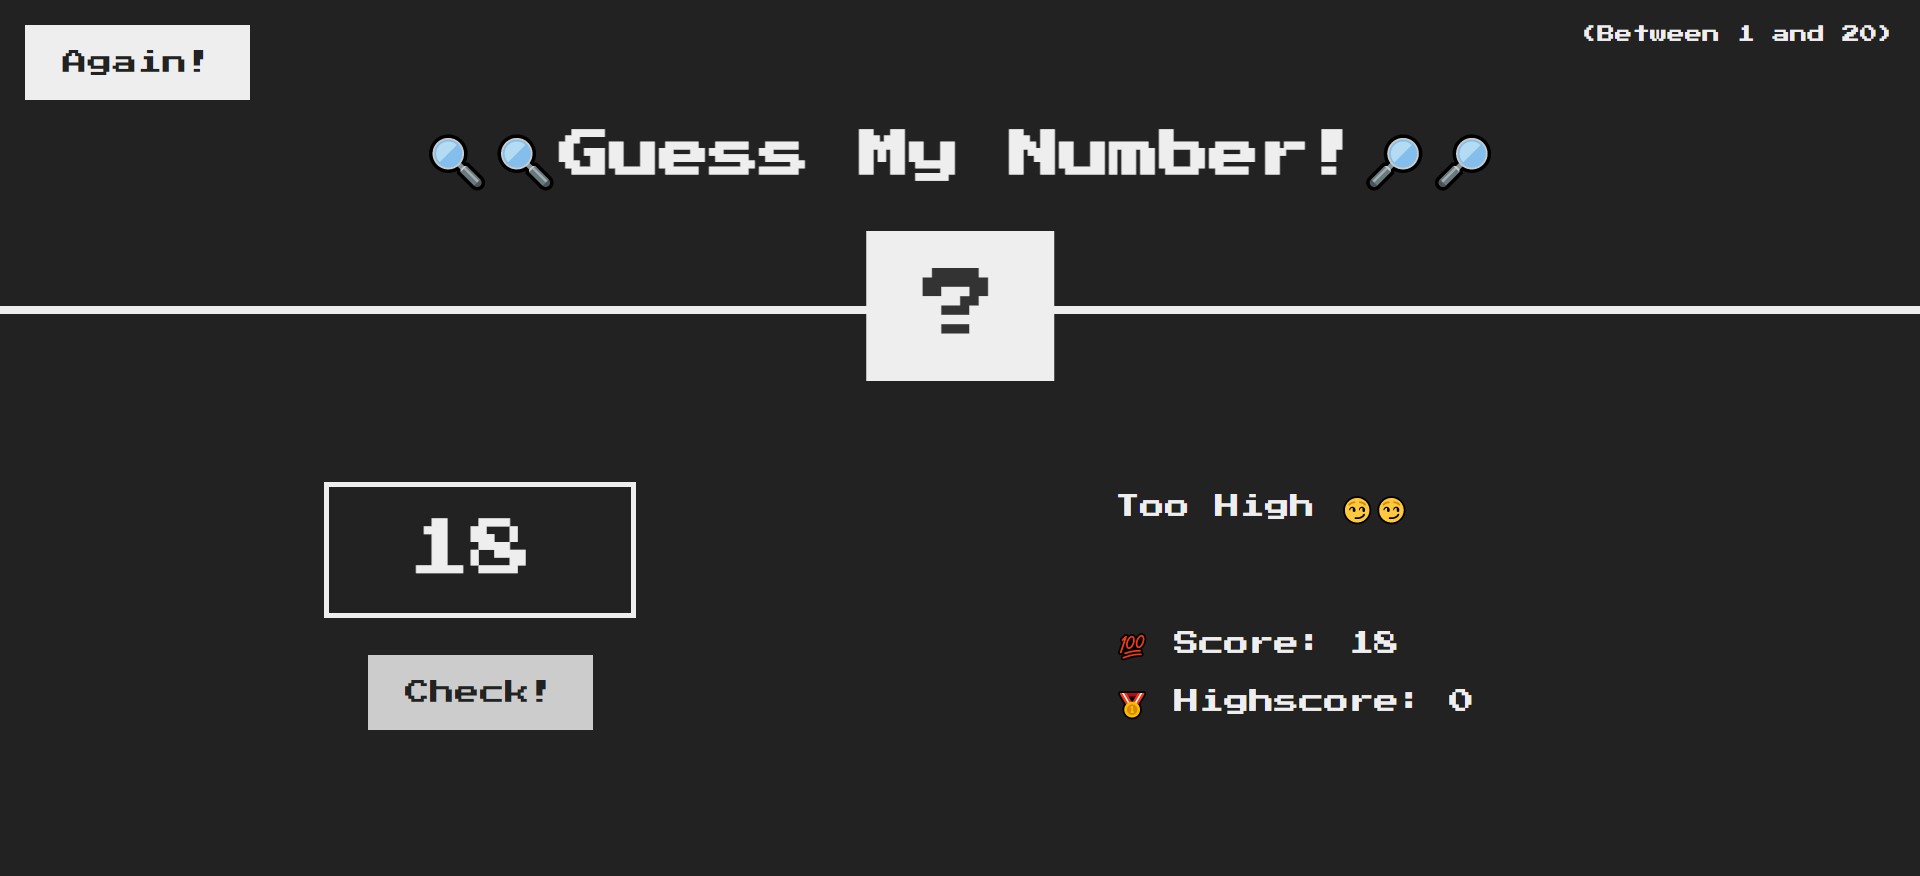 Again!
(Between 1 and 20)
🔍🔍Guess My Number!🔎🔎
?
18
Check!
Too High 😏😏
💯 Score: 18
🥇 Highscore: 0